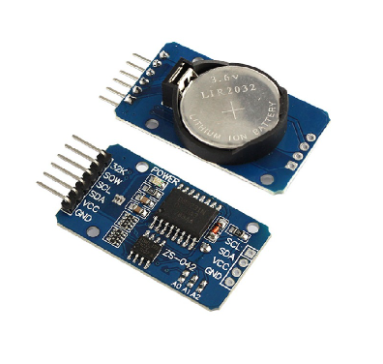 3.6v
LIR2032
+
LITHIUM ION BATTERY
32K
SQW
SCL
SDA
VCC
GND
POWER
ZS-042
A0 A1 A2
SCL
SDA
VCC
GND